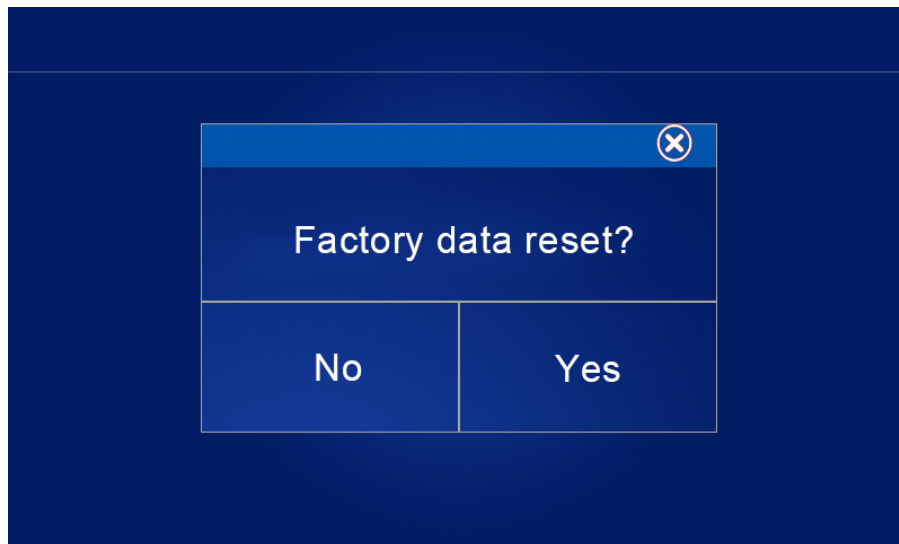 Factory data reset?
No
Yes